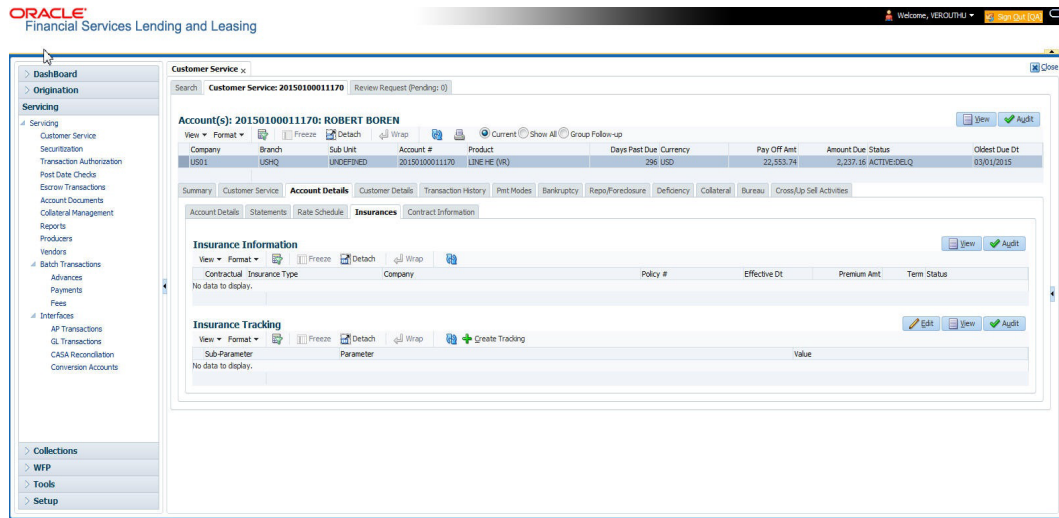 ORACLE
Financial Services Lending and Leasing
Welcome, VEROUTHU
Sign Out (QA)
DashBoard
Origination
Servicing
Servicing
Customer Service
Securitization
Transaction Authorization
Post Date Checks
Escrow Transactions
Account Documents
Collateral Management
Reports
Producers
Vendors
Batch Transactions
Advances
Payments
Fees
Interfaces
AP Transactions
GL Transactions
CASA Reconciliation
Conversion Accounts
Collections
WFP
Tools
Setup
Customer Service x
Close
Search Customer Service: 20150100011170 Review Request (Pending: 0)
Account(s): 20150100011170: ROBERT BOREN
View Audit
View Format Freeze Detach Wrap Current Show All Group Follow-up
Company Branch Sub Unit Account # Product Days Past Due Currency Pay Off Amt Amount Due Status Oldest Due Dt
US01 USHQ UNDEFINED 20150100011170 LINE HE (VR) 296 USD 22,553.74 2,237.16 ACTIVE:DELQ 03/01/2015
Summary Customer Service Account Details Customer Details Transaction History Pmt Modes Bankruptcy Repo/Foreclosure Deficiency Collateral Bureau Cross/Up Sell Activities
Account Details Statements Rate Schedule Insurances Contract Information
Insurance Information
View Audit
View Format Freeze Detach Wrap
Contractual Insurance Type Company Policy # Effective Dt Premium Amt Term Status
No data to display.
Insurance Tracking
Edit View Audit
View Format Freeze Detach Wrap Create Tracking
Sub-Parameter Parameter Value
No data to display.